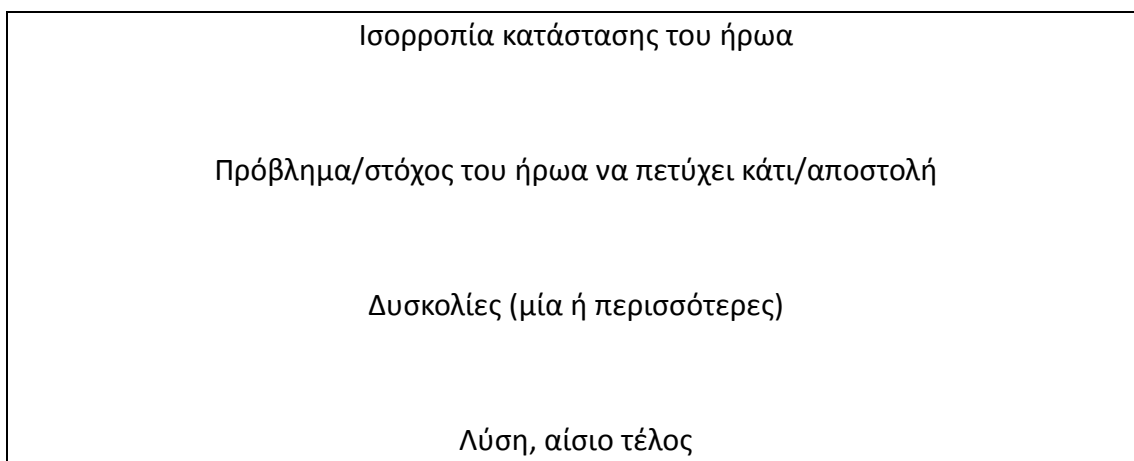 Ισορροπία κατάστασης του ήρωα
Πρόβλημα/στόχος του ήρωα να πετύχει κάτι/αποστολή
Δυσκολίες (μία ή περισσότερες)
Λύση, αίσιο τέλος